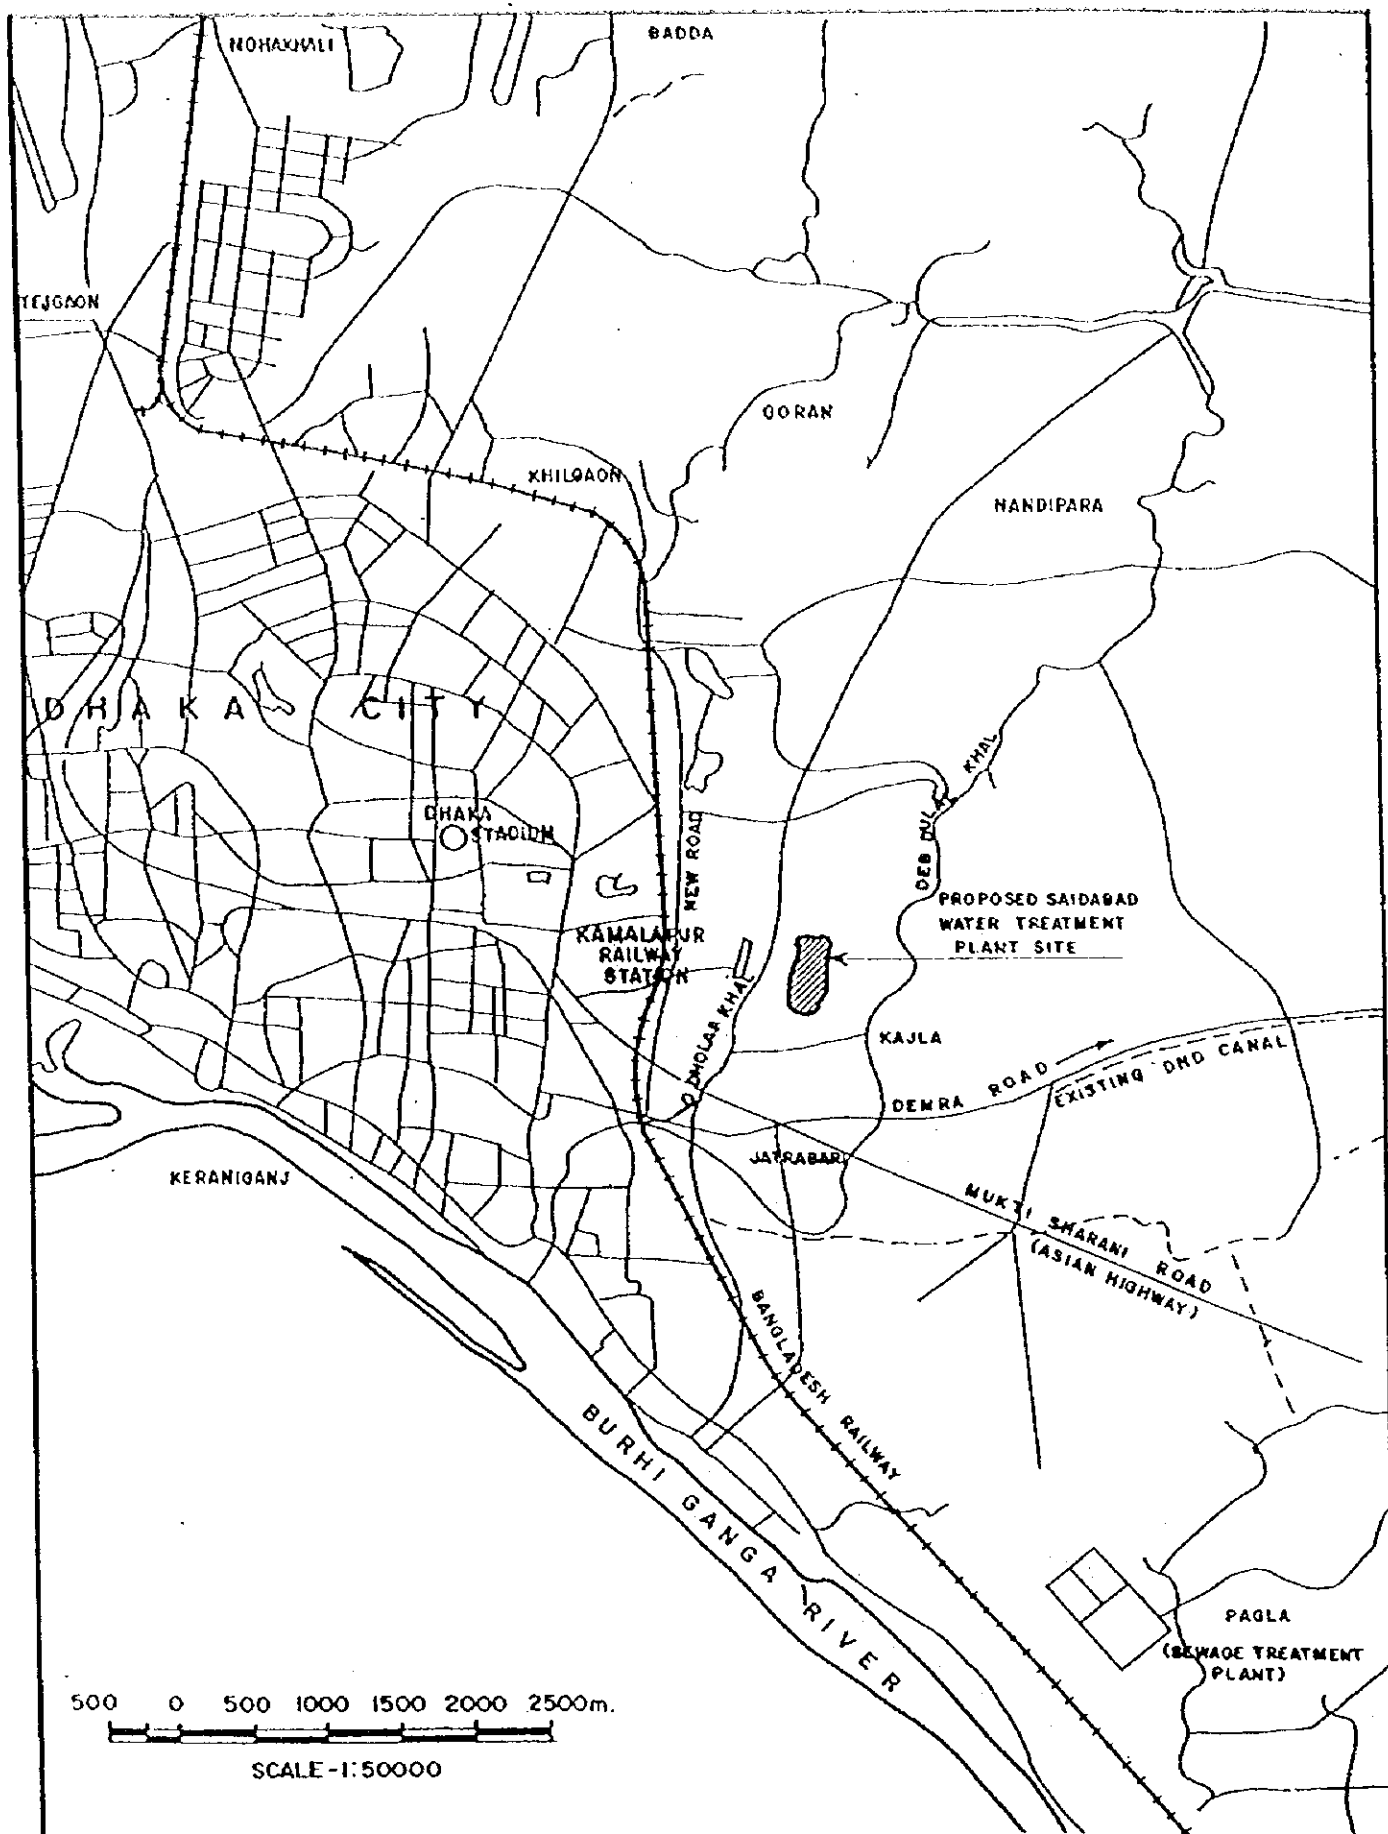 MOHAKHALI
BADDA
TEJGAON
GORAN
KHILGAON
NANDIPARA
DHAKA CITY
DHAKA
STADIUM
NEW ROAD
DEB DULAI KHAL
PROPOSED SAIDABAD
WATER TREATMENT
PLANT SITE
KAMALAPUR
RAILWAY
STATION
DHOLAR KHAL
KAJLA
DEMRA ROAD
EXISTING DND CANAL
JATRABARI
KERANIGANJ
MUKTI SHARANI ROAD
(ASIAN HIGHWAY)
BANGLADESH RAILWAY
BURHI GANGA RIVER
PAGLA
(SEWAGE TREATMENT
PLANT)
500 0 500 1000 1500 2000 2500m.
SCALE-1:50000